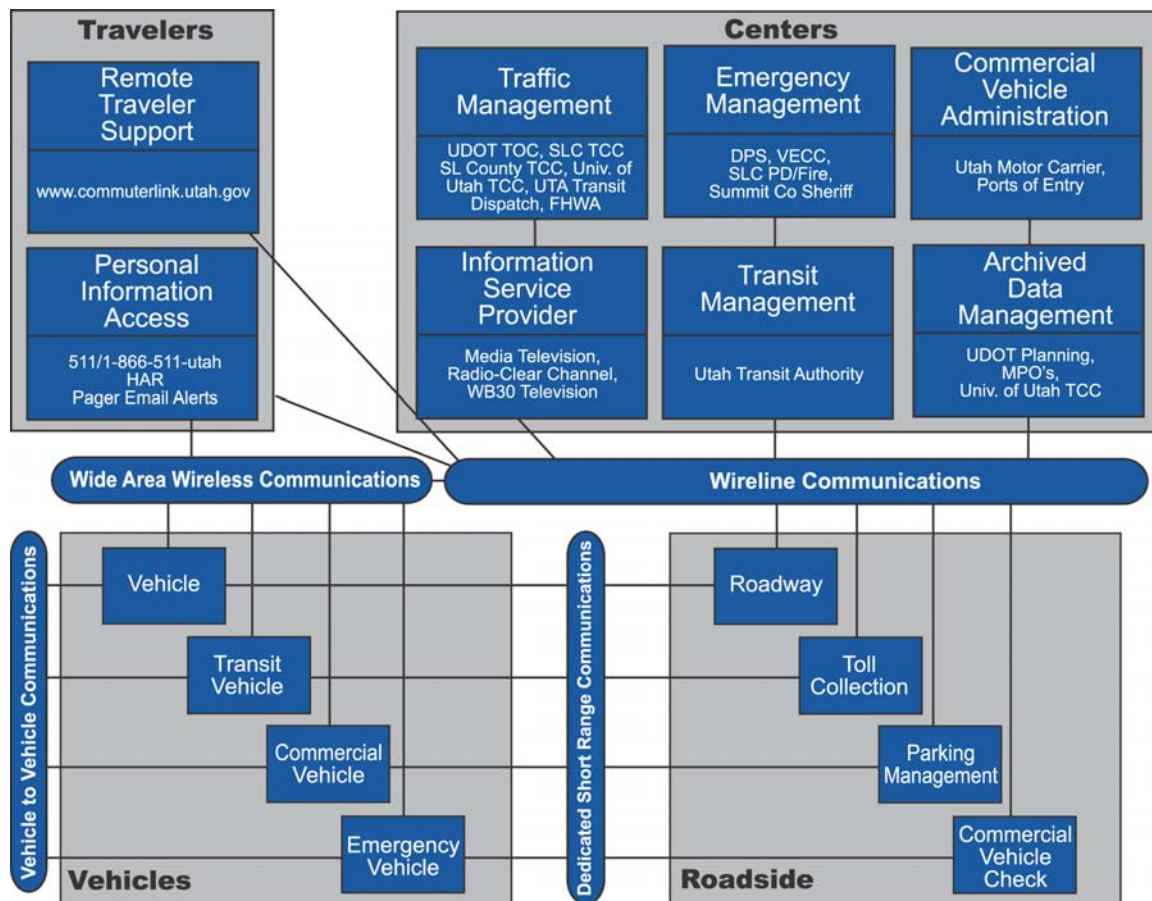 Travelers
Remote
Traveler
Support
www.commuterlink.utah.gov
Personal
Information
Access
511/1-866-511-utah
HAR
Pager Email Alerts
Centers
Traffic
Management
UDOT TOC, SLC TCC
SL County TCC, Univ. of
Utah TCC, UTA Transit
Dispatch, FHWA
Emergency
Management
DPS, VECC,
SLC PD/Fire,
Summit Co Sheriff
Commercial
Vehicle
Administration
Utah Motor Carrier,
Ports of Entry
Information
Service
Provider
Media Television,
Radio-Clear Channel,
WB30 Television
Transit
Management
Utah Transit Authority
Archived
Data
Management
UDOT Planning,
MPO's,
Univ. of Utah TCC
Wide Area Wireless Communications
Wireline Communications
Vehicle to Vehicle Communications
Vehicle
Transit
Vehicle
Commercial
Vehicle
Emergency
Vehicle
Vehicles
Dedicated Short Range Communications
Roadway
Toll
Collection
Parking
Management
Commercial
Vehicle
Check
Roadside